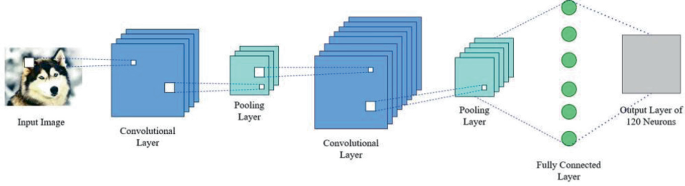 Input Image
Convolutional
Layer
Pooling
Layer
Convolutional
Layer
Pooling
Layer
Fully Connected
Layer
Output Layer of
120 Neurons